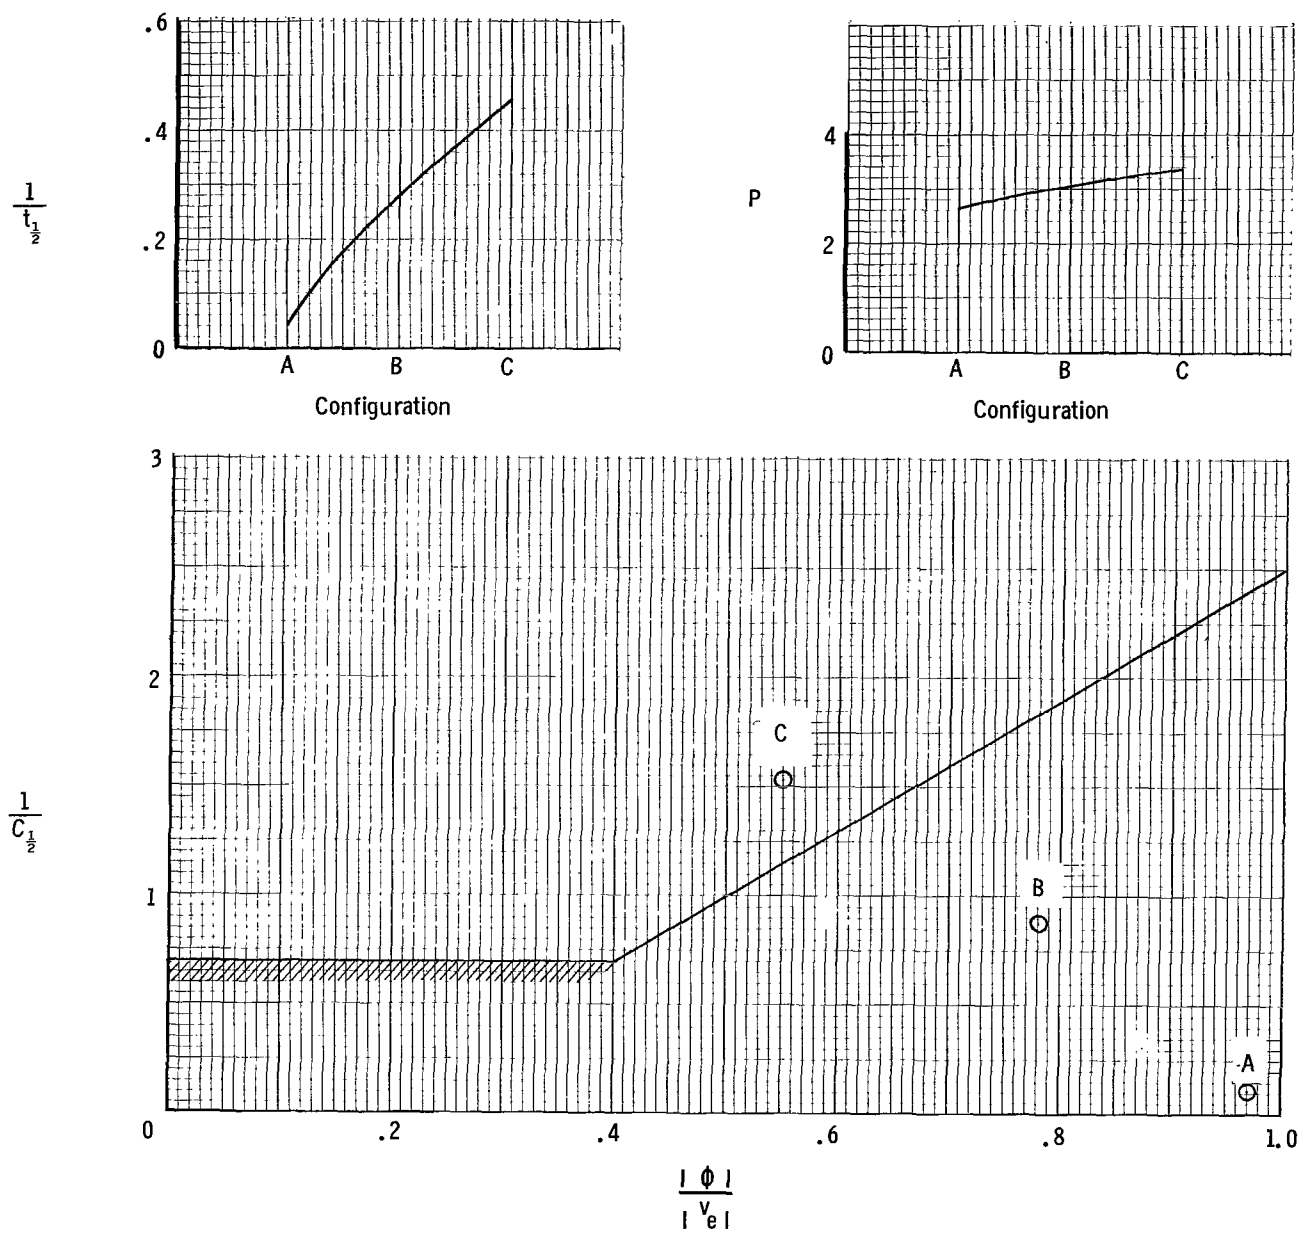 .6
.4
.2
0
1
t½
A B C
Configuration
4
2
0
P
A B C
Configuration
3
2
1
0
1
C½
C
B
A
.2 .4 .6 .8 1.0
| ϕ |
| ve |